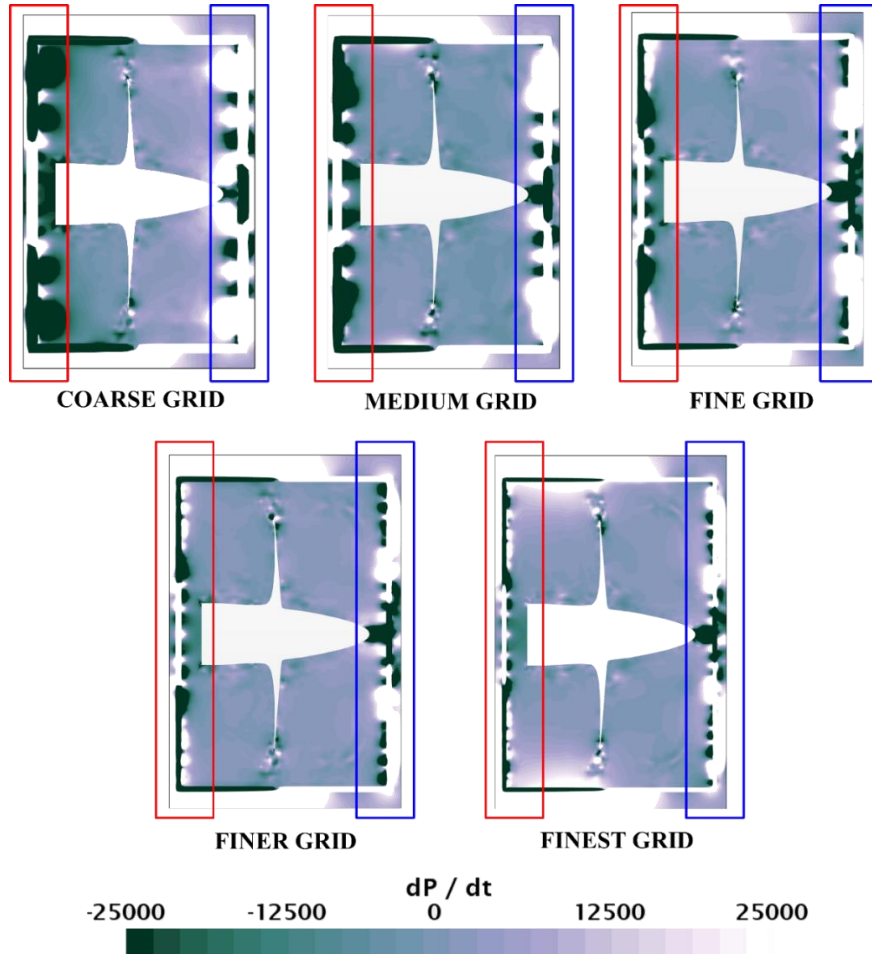 COARSE GRID
MEDIUM GRID
FINE GRID
FINER GRID
FINEST GRID
dP / dt
-25000 -12500 0 12500 25000